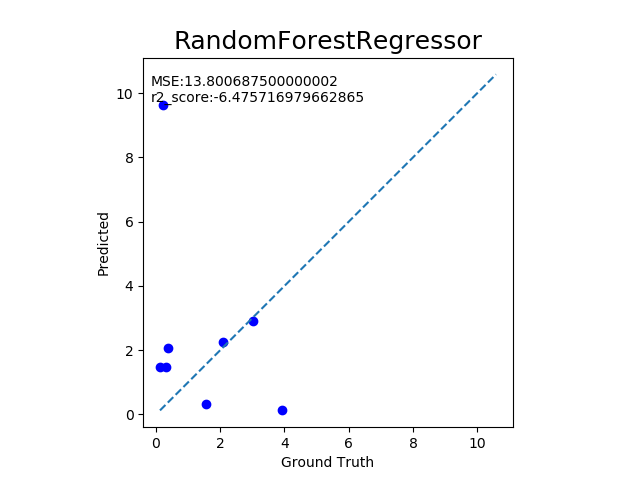 RandomForestRegressor
MSE:13.800687500000002
r2_score:-6.475716979662865
10
8
6
4
2
0
Predicted
0 2 4 6 8 10
Ground Truth